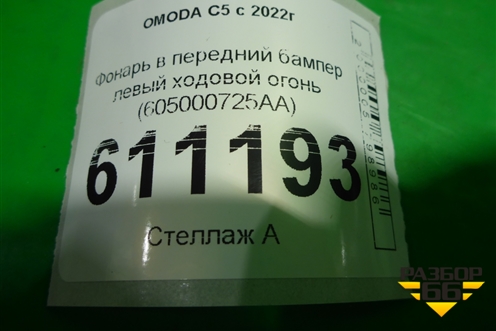 OMODA C5 с 2022г
Фонарь в передний бампер
левый ходовой огонь
(605000725AA)
611193
Стеллаж А
РАЗБОР
66